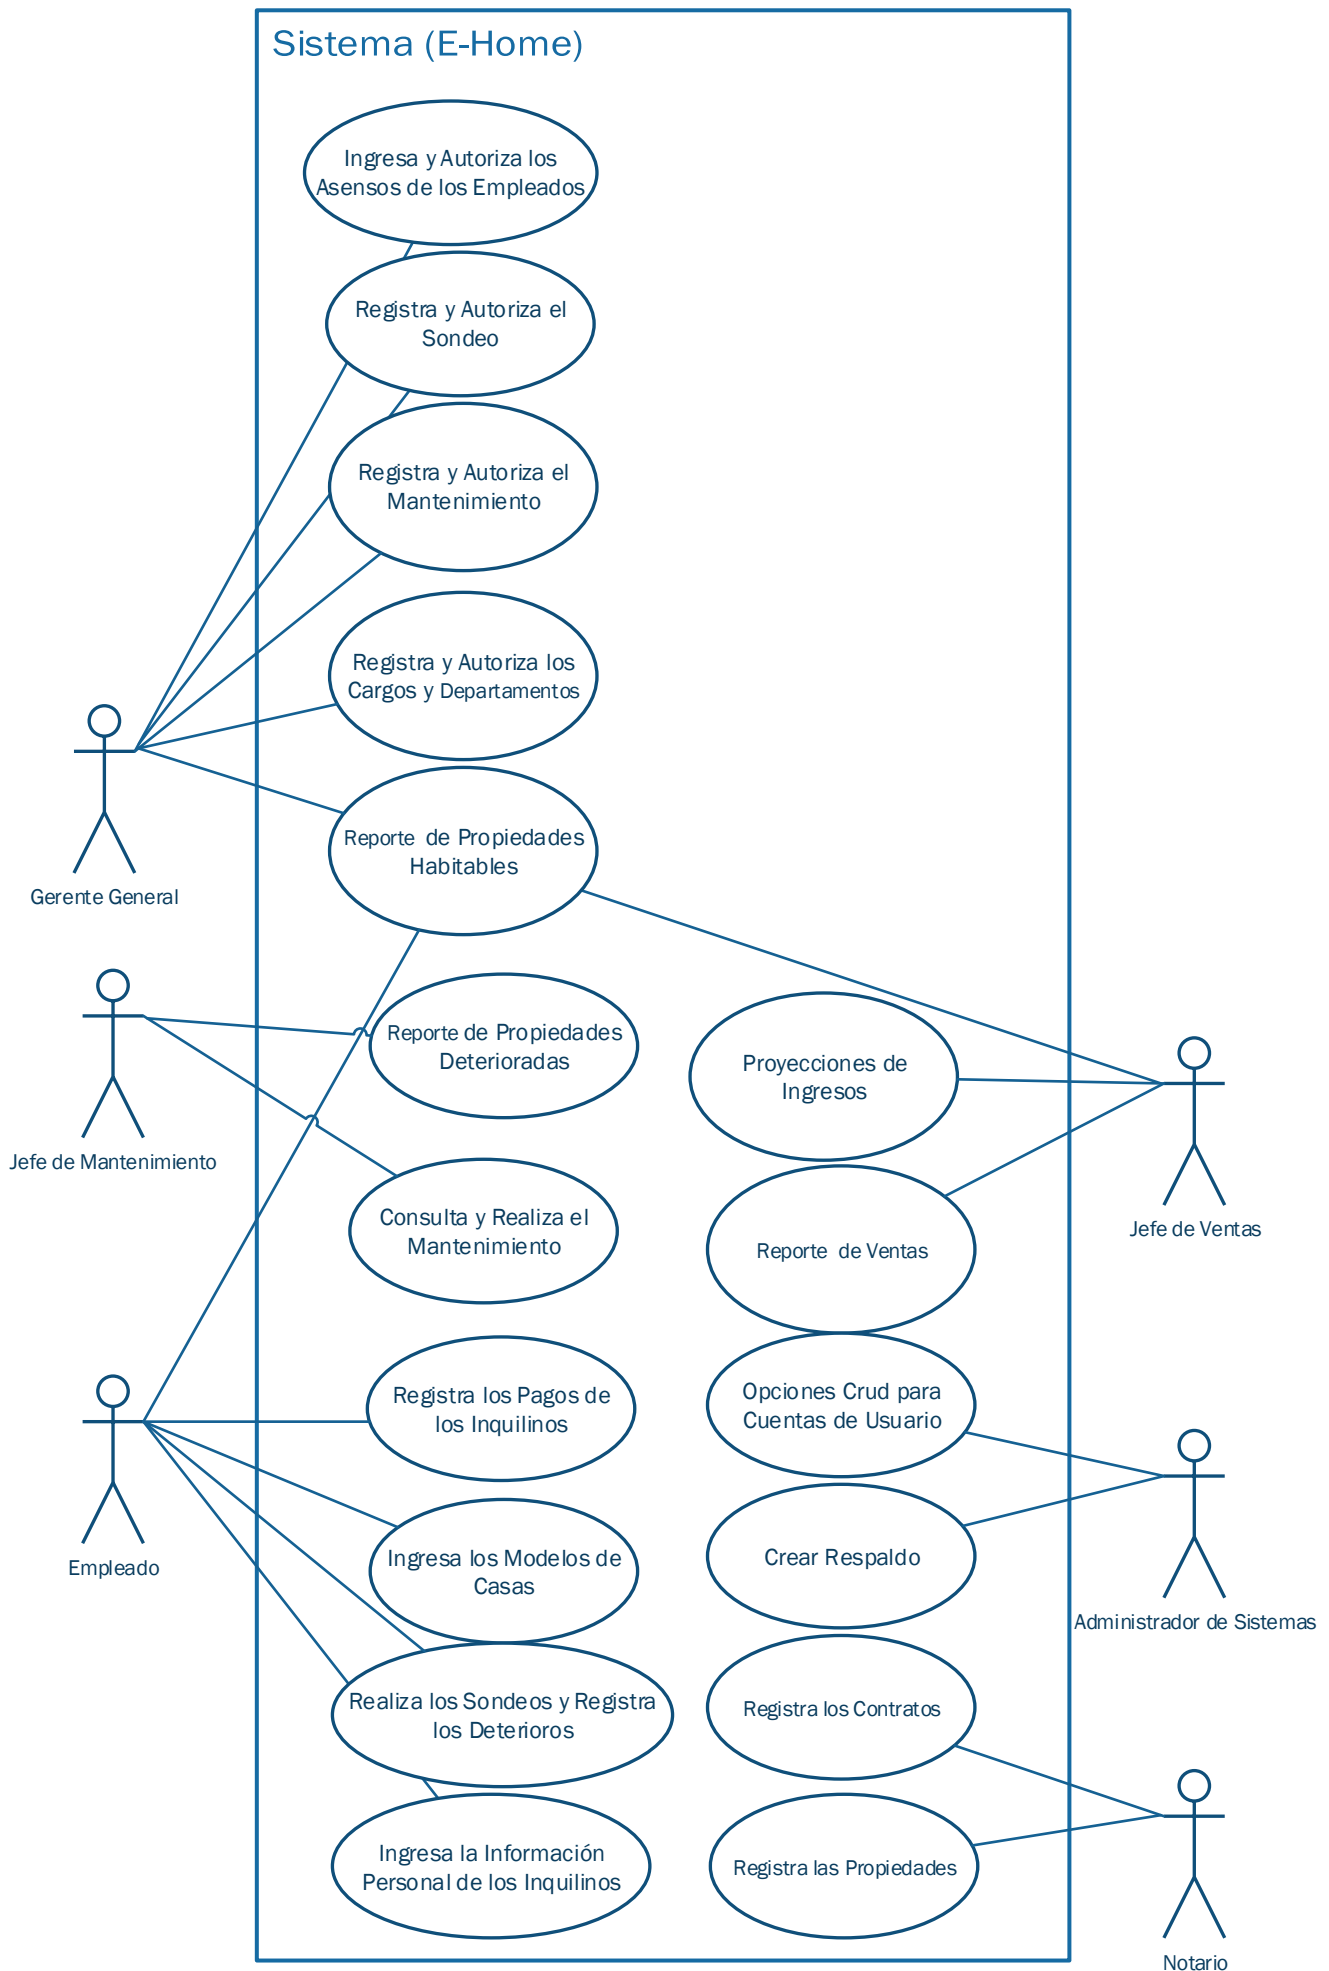 Sistema (E-Home)
Ingresa y Autoriza los
Asensos de los Empleados
Registra y Autoriza el
Sondeo
Registra y Autoriza el
Mantenimiento
Registra y Autoriza los
Cargos y Departamentos
Reporte de Propiedades
Habitables
Gerente General
Reporte de Propiedades
Deterioradas
Jefe de Mantenimiento
Consulta y Realiza el
Mantenimiento
Registra los Pagos de
los Inquilinos
Empleado
Ingresa los Modelos de
Casas
Realiza los Sondeos y Registra
los Deterioros
Ingresa la Información
Personal de los Inquilinos
Proyecciones de
Ingresos
Jefe de Ventas
Reporte de Ventas
Opciones Crud para
Cuentas de Usuario
Crear Respaldo
Administrador de Sistemas
Registra los Contratos
Registra las Propiedades
Notario